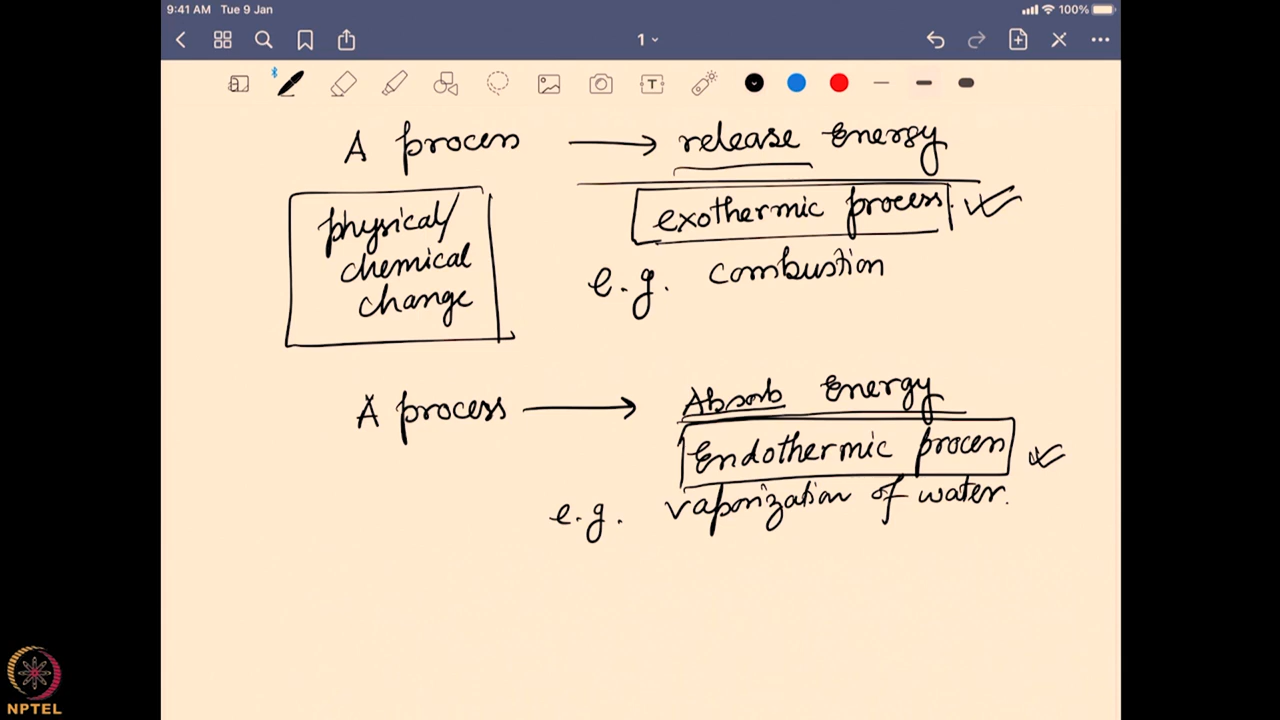 9:41 AM Tue 9 Jan
100%
1
T
A process → release Energy
exothermic process
physical/
chemical
change
e.g. combustion
A process → Absorb Energy
Endothermic process
e.g. vaporization of water.
NPTEL